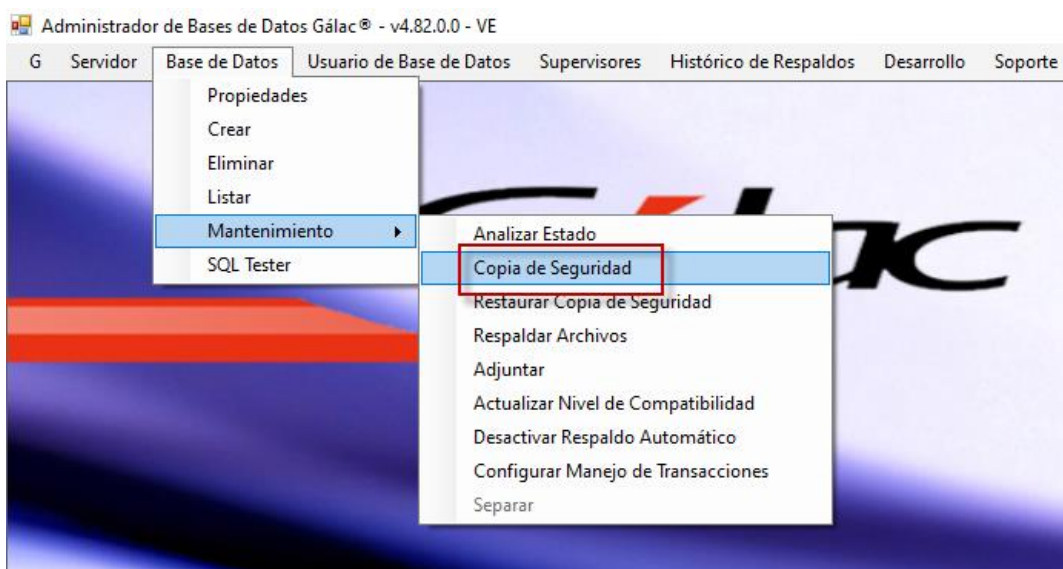 Administrador de Bases de Datos Gálac® - v4.82.0.0 - VE
G Servidor Base de Datos Usuario de Base de Datos Supervisores Histórico de Respaldos Desarrollo Soporte
Propiedades
Crear
Eliminar
Listar
Mantenimiento
SQL Tester
Analizar Estado
Copia de Seguridad
Restaurar Copia de Seguridad
Respaldar Archivos
Adjuntar
Actualizar Nivel de Compatibilidad
Desactivar Respaldo Automático
Configurar Manejo de Transacciones
Separar